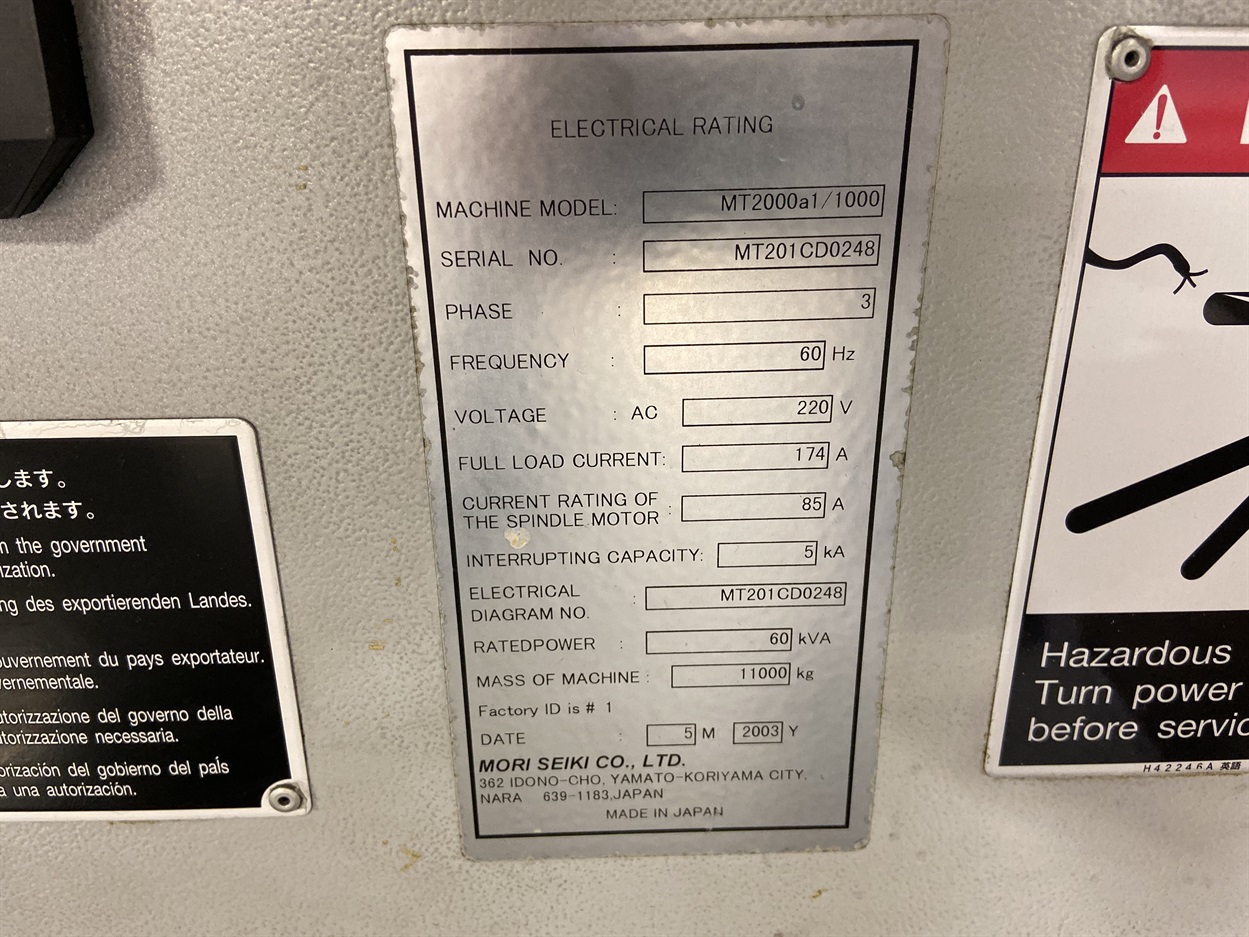 ELECTRICAL RATING
MACHINE MODEL: MT2000a1/1000
SERIAL NO. : MT201CD0248
PHASE : 3
FREQUENCY : 60 Hz
VOLTAGE : AC 220 V
FULL LOAD CURRENT: 174 A
CURRENT RATING OF
THE SPINDLE MOTOR : 85 A
INTERRUPTING CAPACITY: 5 kA
ELECTRICAL
DIAGRAM NO. : MT201CD0248
RATEDPOWER : 60 kVA
MASS OF MACHINE : 11000 kg
Factory ID is # 1
DATE : 5 M 2003 Y
MORI SEIKI CO., LTD.
362 IDONO-CHO, YAMATO-KORIYAMA CITY,
NARA 639-1183,JAPAN
MADE IN JAPAN
します。
されます。
the government
ization.
ng des exportierenden Landes.
ouvernement du pays exportateur.
vernementale.
utorizzazione del governo della
utorizzazione necessaria.
orización del gobierno del país
a una autorización.
Hazardous
Turn power
before servic
H42246A 英語